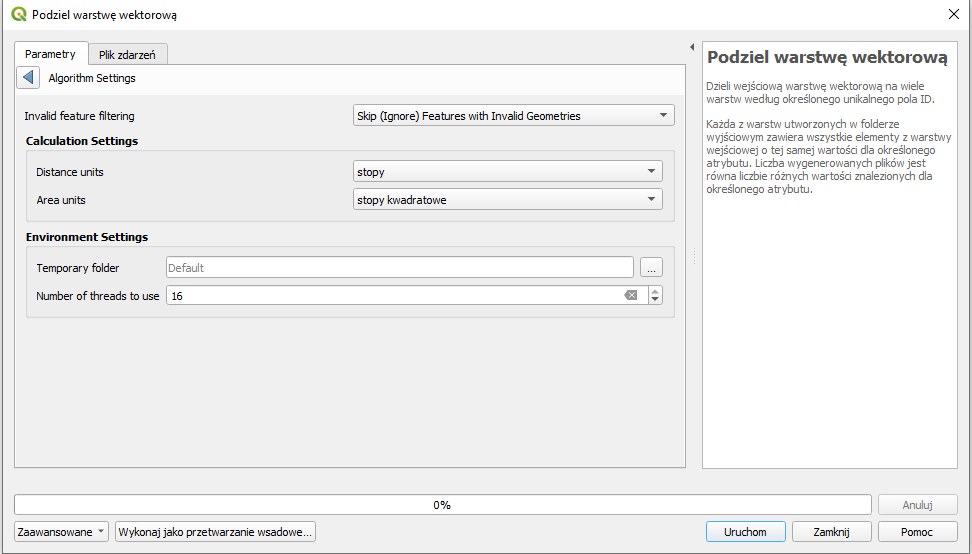 Podziel warstwę wektorową
Parametry
Plik zdarzeń
Algorithm Settings
Invalid feature filtering
Skip (Ignore) Features with Invalid Geometries
Calculation Settings
Distance units
stopy
Area units
stopy kwadratowe
Environment Settings
Temporary folder
Default
...
Number of threads to use
16
Podziel warstwę wektorową
Dzieli wejściową warstwę wektorową na wiele
warstw według określonego unikalnego pola ID.
Każda z warstw utworzonych w folderze
wyjściowym zawiera wszystkie elementy z warstwy
wejściowej o tej samej wartości dla określonego
atrybutu. Liczba wygenerowanych plików jest
równa liczbie różnych wartości znalezionych dla
określonego atrybutu.
0%
Anuluj
Zaawansowane
Wykonaj jako przetwarzanie wsadowe...
Uruchom
Zamknij
Pomoc